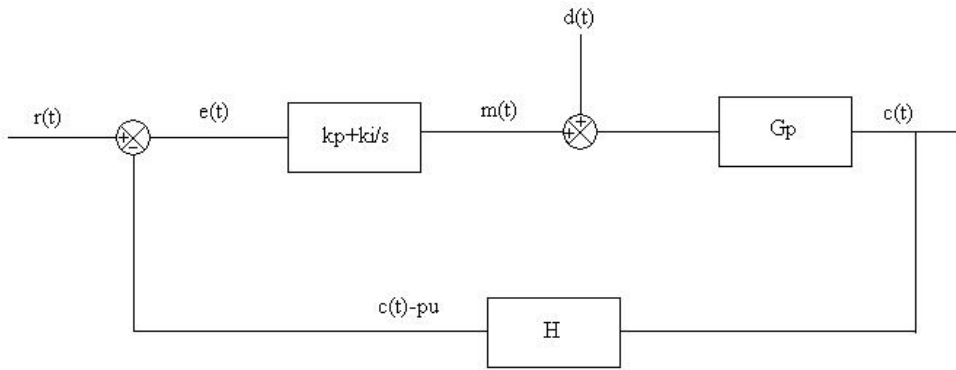 d(t)
r(t)
e(t)
kp+ki/s
m(t)
Gp
c(t)
+
-
+
+
c(t)-pu
H